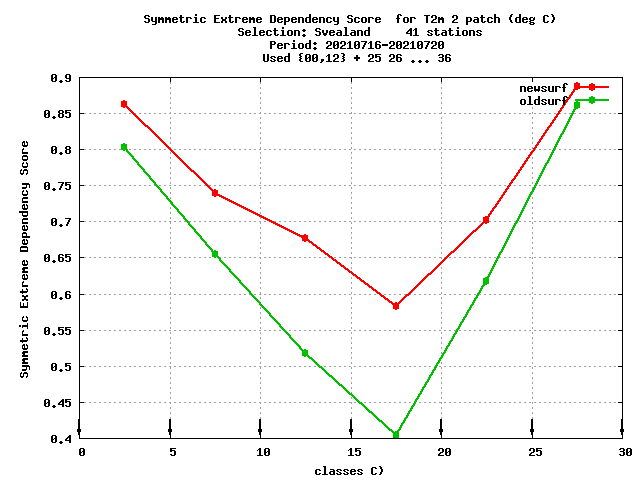 Symmetric Extreme Dependency Score  for T2m 2 patch (deg C)
Selection: Svealand     41 stations
Period: 20210716-20210720
Used {00,12} + 25 26 ... 36
newsurf
oldsurf
Symmetric Extreme Dependency Score
0.9
0.85
0.8
0.75
0.7
0.65
0.6
0.55
0.5
0.45
0.4
0 5 10 15 20 25 30
classes C)